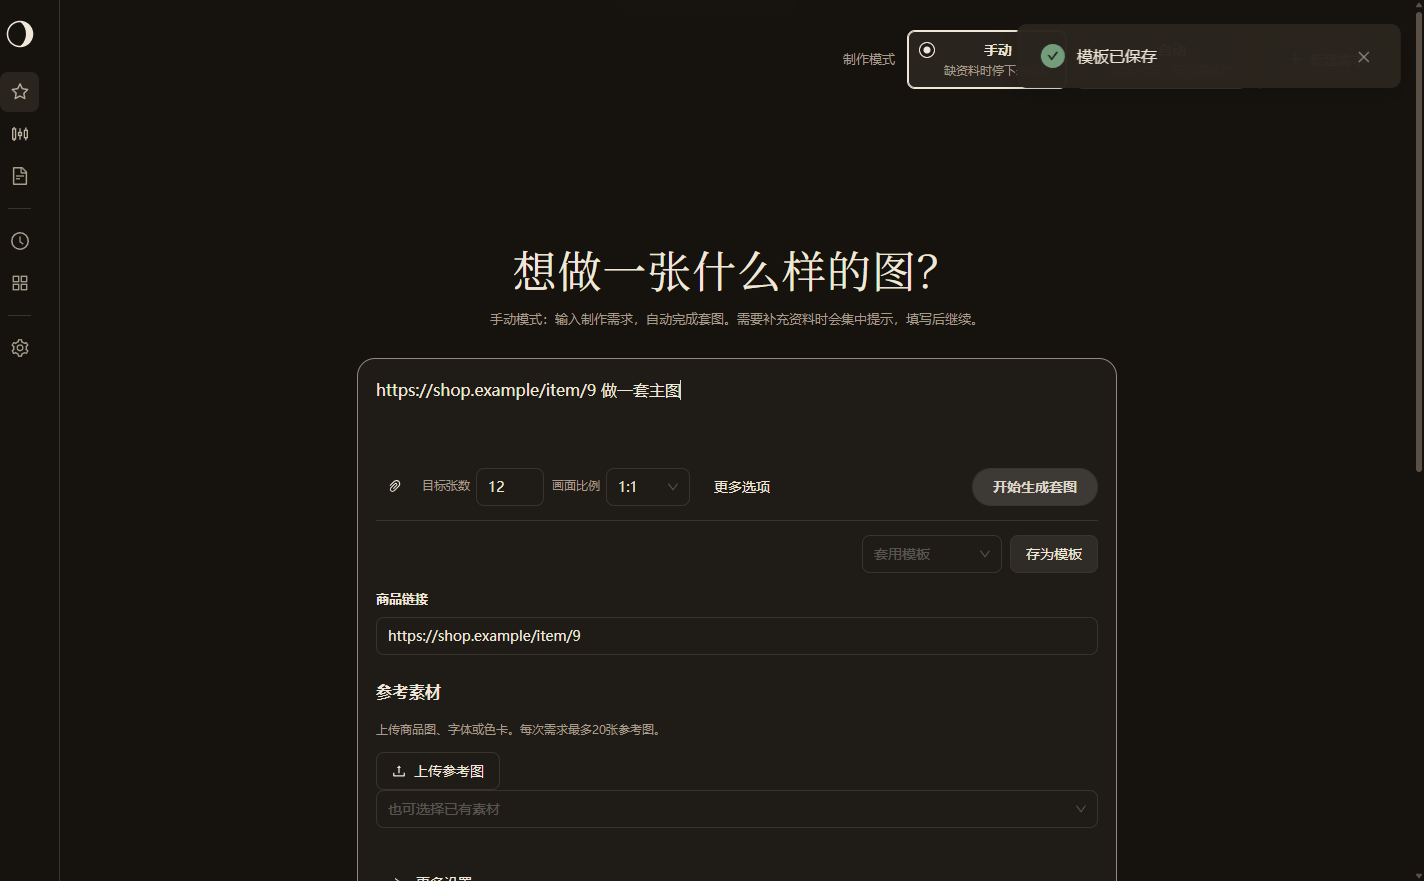 制作模式
手动
缺资料时停下
模板已保存
想做一张什么样的图？
手动模式：输入制作需求，自动完成套图。需要补充资料时会集中提示，填写后继续。
https://shop.example/item/9 做一套主图
目标张数 12 画面比例 1:1 更多选项 开始生成套图
套用模板 存为模板
商品链接
https://shop.example/item/9
参考素材
上传商品图、字体或色卡。每次需求最多20张参考图。
上传参考图
也可选择已有素材
更多设置